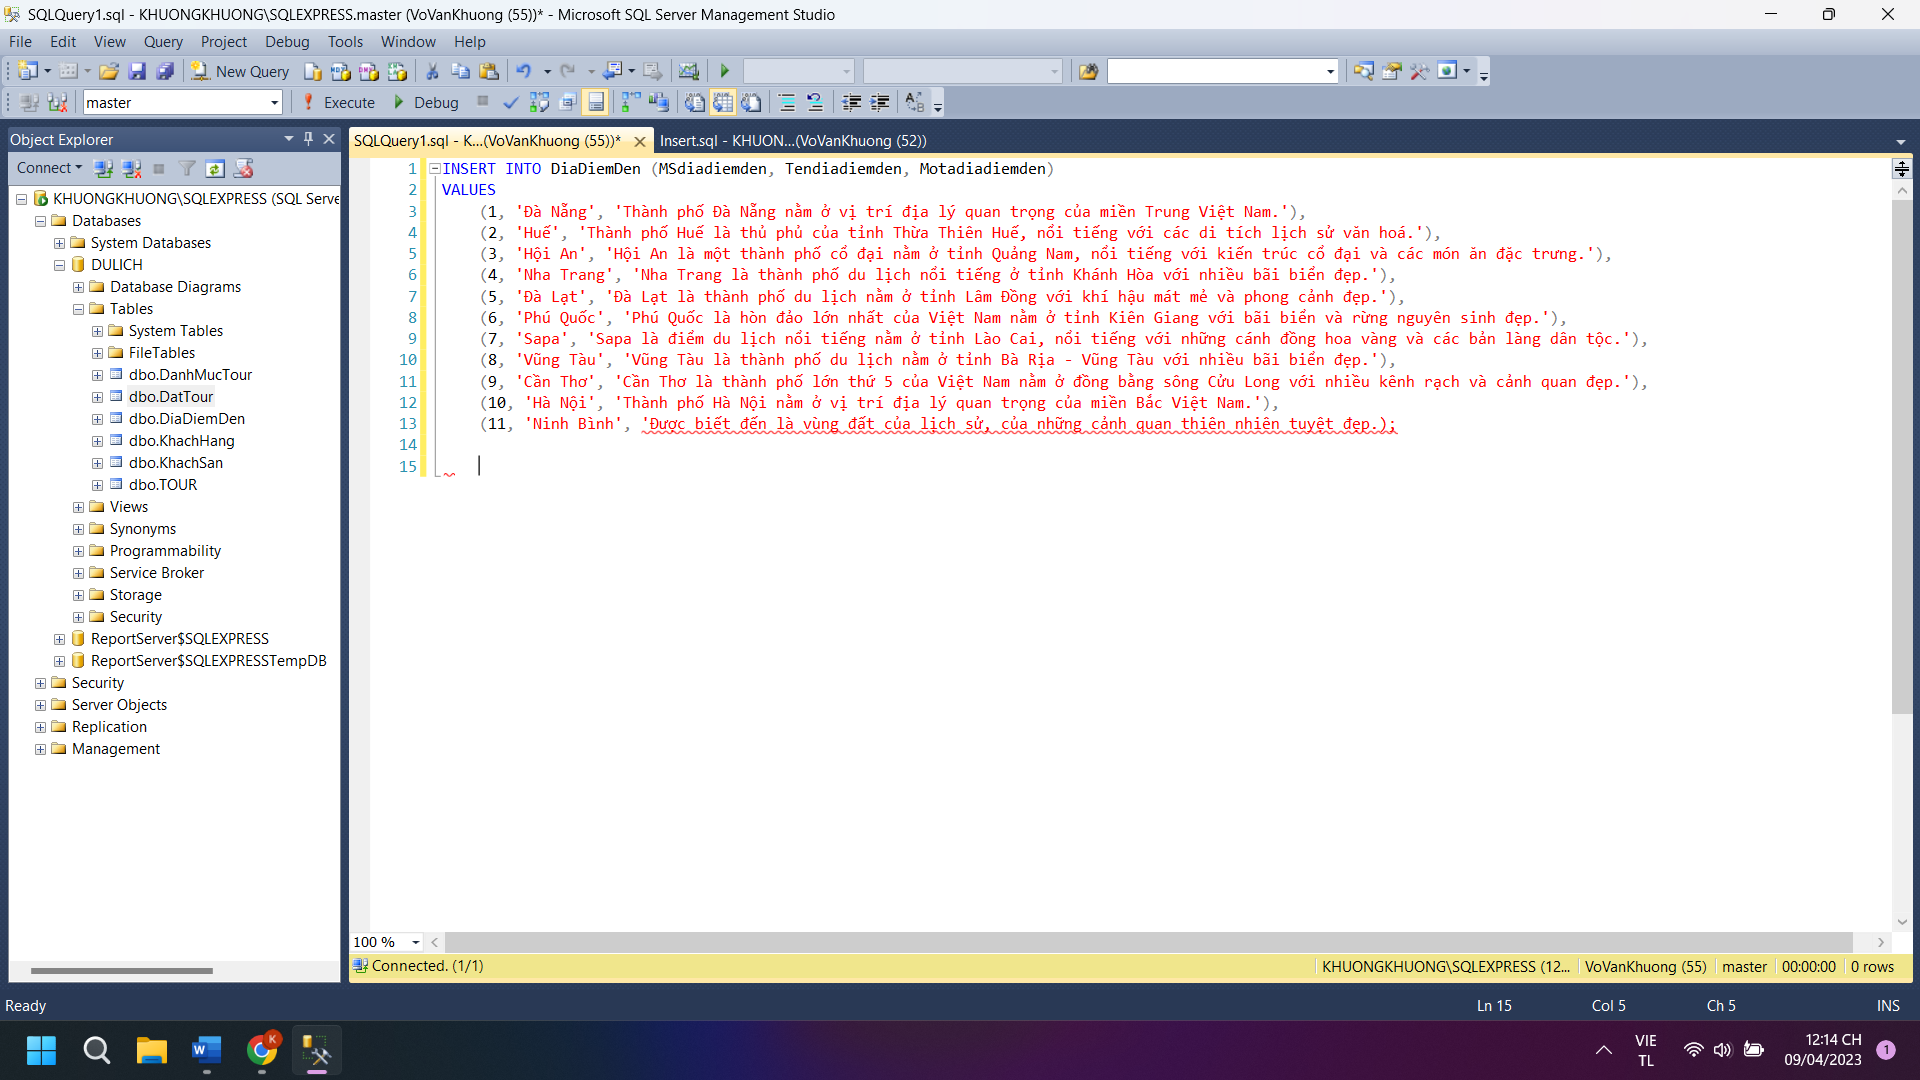 SQLQuery1.sql - KHUONGKHUONG\SQLEXPRESS.master (VoVanKhuong (55))* - Microsoft SQL Server Management Studio
File Edit View Query Project Debug Tools Window Help
New Query
master Execute Debug
Object Explorer
Connect
KHUONGKHUONG\SQLEXPRESS (SQL Serve
Databases
System Databases
DULICH
Database Diagrams
Tables
System Tables
FileTables
dbo.DanhMucTour
dbo.DatTour
dbo.DiaDiemDen
dbo.KhachHang
dbo.KhachSan
dbo.TOUR
Views
Synonyms
Programmability
Service Broker
Storage
Security
ReportServer$SQLEXPRESS
ReportServer$SQLEXPRESSTempDB
Security
Server Objects
Replication
Management
SQLQuery1.sql - K...(VoVanKhuong (55))* Insert.sql - KHUON...(VoVanKhuong (52))
1 INSERT INTO DiaDiemDen (MSdiadiemden, Tendiadiemden, Motadiadiemden)
2 VALUES
3 (1, 'Đà Nẵng', 'Thành phố Đà Nẵng nằm ở vị trí địa lý quan trọng của miền Trung Việt Nam.'),
4 (2, 'Huế', 'Thành phố Huế là thủ phủ của tỉnh Thừa Thiên Huế, nổi tiếng với các di tích lịch sử văn hoá.'),
5 (3, 'Hội An', 'Hội An là một thành phố cổ đại nằm ở tỉnh Quảng Nam, nổi tiếng với kiến trúc cổ đại và các món ăn đặc trưng.'),
6 (4, 'Nha Trang', 'Nha Trang là thành phố du lịch nổi tiếng ở tỉnh Khánh Hòa với nhiều bãi biển đẹp.'),
7 (5, 'Đà Lạt', 'Đà Lạt là thành phố du lịch nằm ở tỉnh Lâm Đồng với khí hậu mát mẻ và phong cảnh đẹp.'),
8 (6, 'Phú Quốc', 'Phú Quốc là hòn đảo lớn nhất của Việt Nam nằm ở tỉnh Kiên Giang với bãi biển và rừng nguyên sinh đẹp.'),
9 (7, 'Sapa', 'Sapa là điểm du lịch nổi tiếng nằm ở tỉnh Lào Cai, nổi tiếng với những cánh đồng hoa vàng và các bản làng dân tộc.'),
10 (8, 'Vũng Tàu', 'Vũng Tàu là thành phố du lịch nằm ở tỉnh Bà Rịa - Vũng Tàu với nhiều bãi biển đẹp.'),
11 (9, 'Cần Thơ', 'Cần Thơ là thành phố lớn thứ 5 của Việt Nam nằm ở đồng bằng sông Cửu Long với nhiều kênh rạch và cảnh quan đẹp.'),
12 (10, 'Hà Nội', 'Thành phố Hà Nội nằm ở vị trí địa lý quan trọng của miền Bắc Việt Nam.'),
13 (11, 'Ninh Bình', 'Được biết đến là vùng đất của lịch sử, của những cảnh quan thiên nhiên tuyệt đẹp.);
14
15
100 %
Connected. (1/1) KHUONGKHUONG\SQLEXPRESS (12... VoVanKhuong (55) master 00:00:00 0 rows
Ready Ln 15 Col 5 Ch 5 INS
VIE
TL
12:14 CH
09/04/2023
1